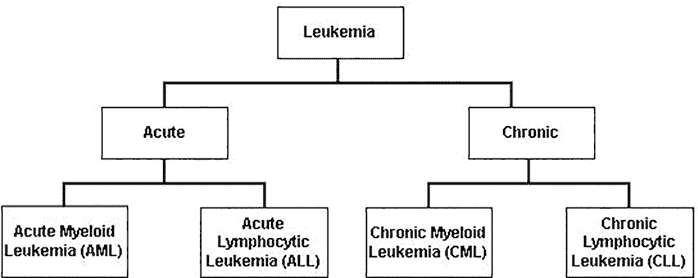 Leukemia
Acute
Chronic
Acute Myeloid
Leukemia (AML)
Acute
Lymphocytic
Leukemia (ALL)
Chronic Myeloid
Leukemia (CML)
Chronic
Lymphocytic
Leukemia (CLL)